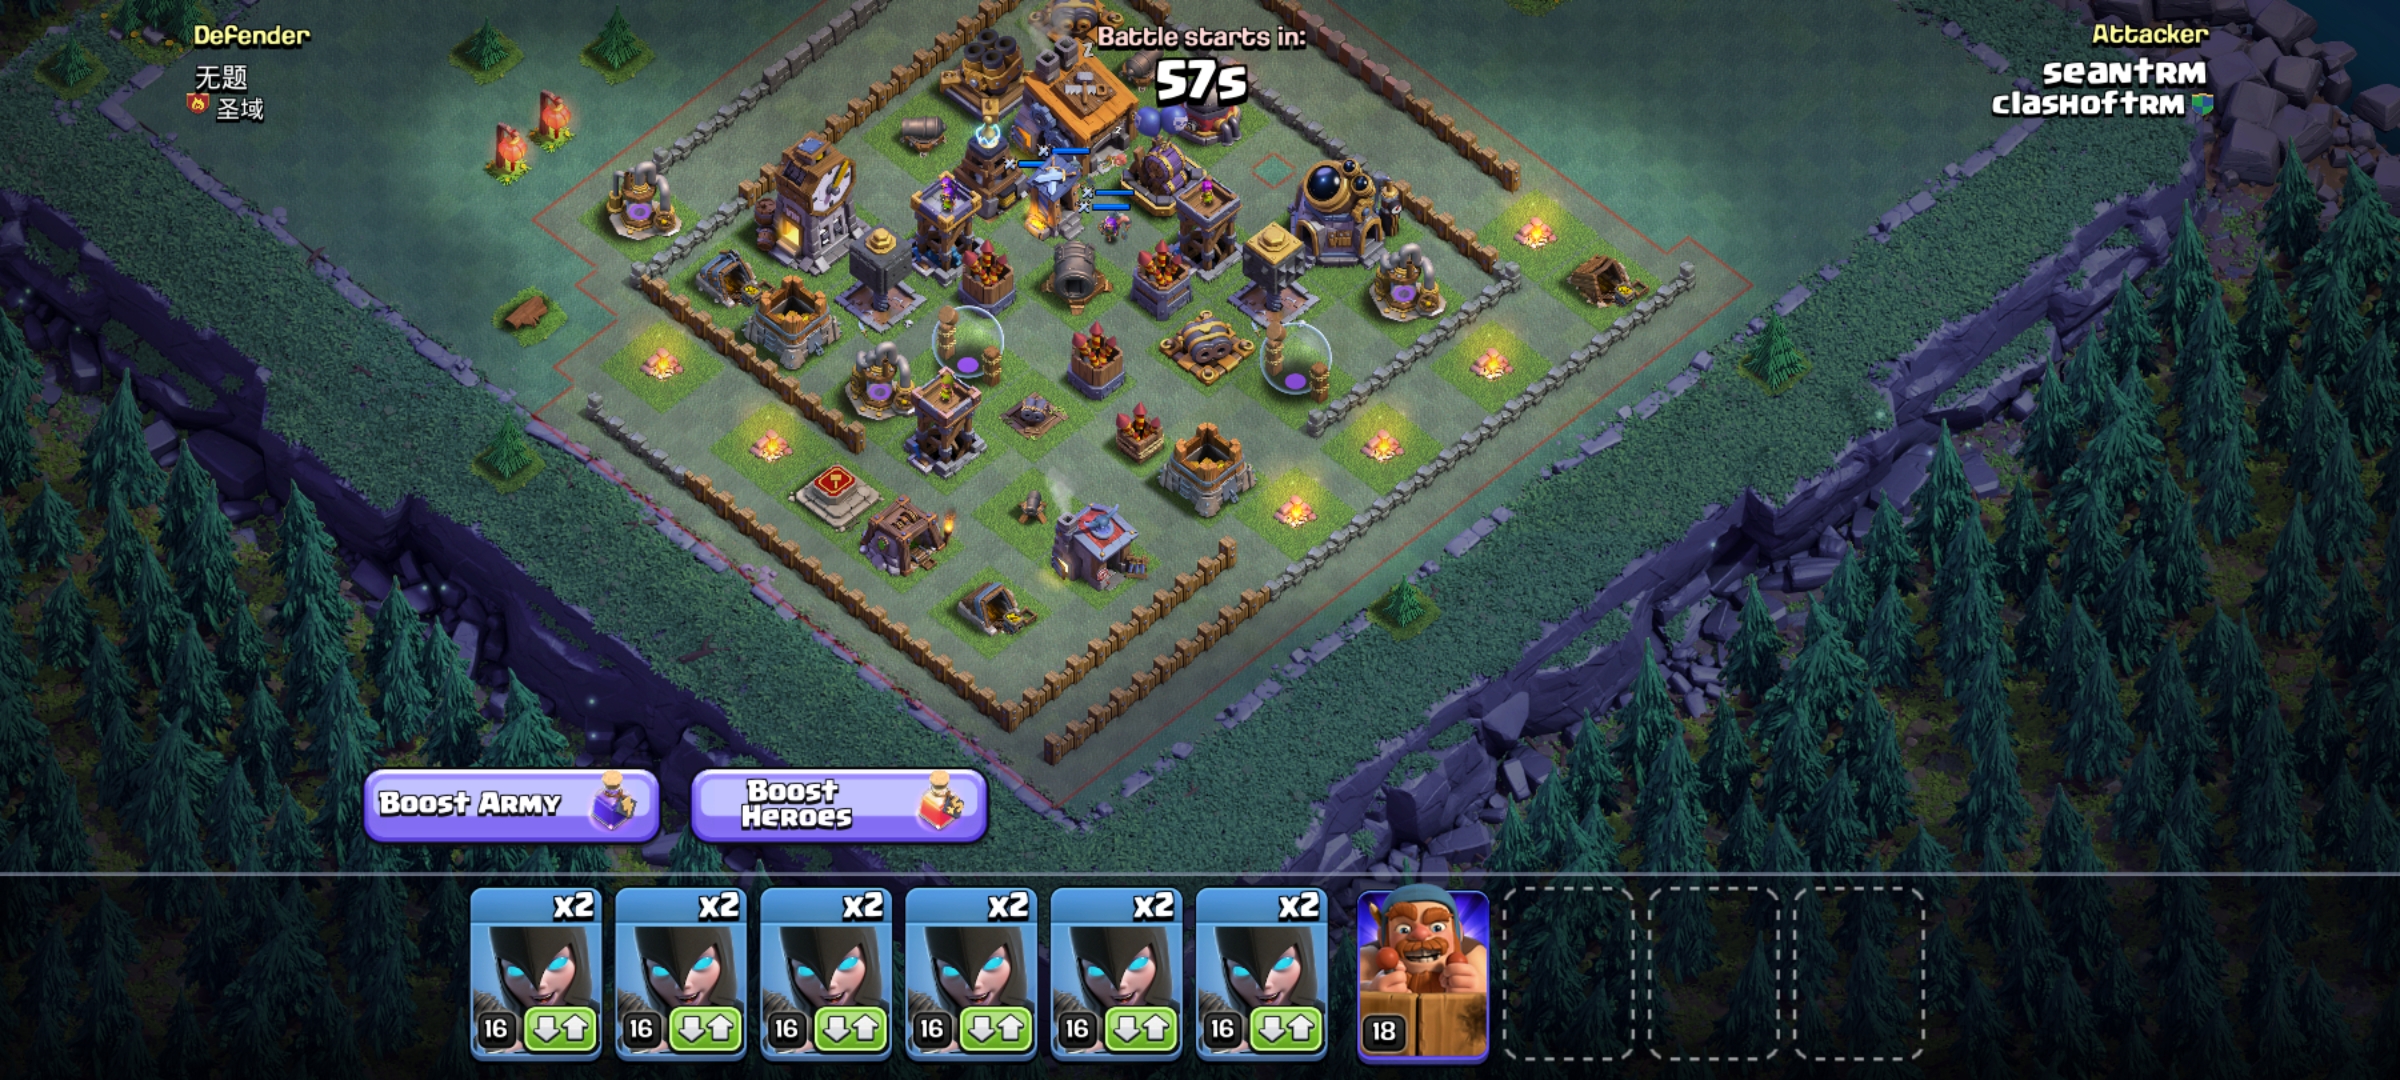 Defender
无题
圣域
Battle starts in:
57s
Attacker
seantRM
clashoftRM
Boost Army
Boost
Heroes
x2
x2
x2
x2
x2
x2
16
16
16
16
16
16
18